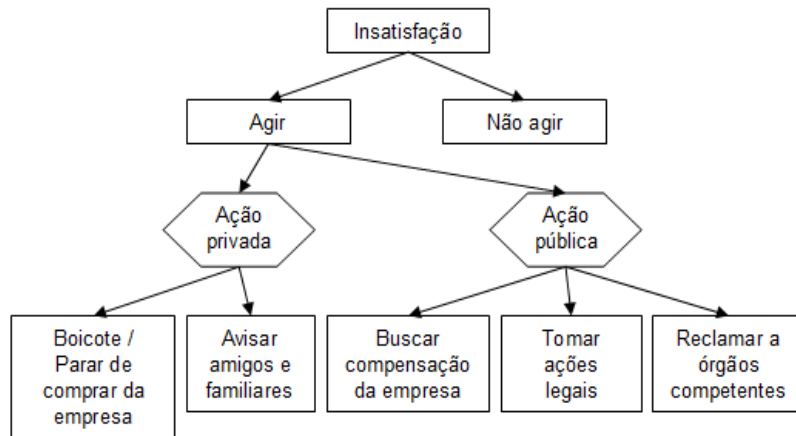 Insatisfação
Agir
Não agir
Ação
privada
Ação
pública
Boicote /
Parar de
comprar da
empresa
Avisar
amigos e
familiares
Buscar
compensação
da empresa
Tomar
ações
legais
Reclamar a
órgãos
competentes